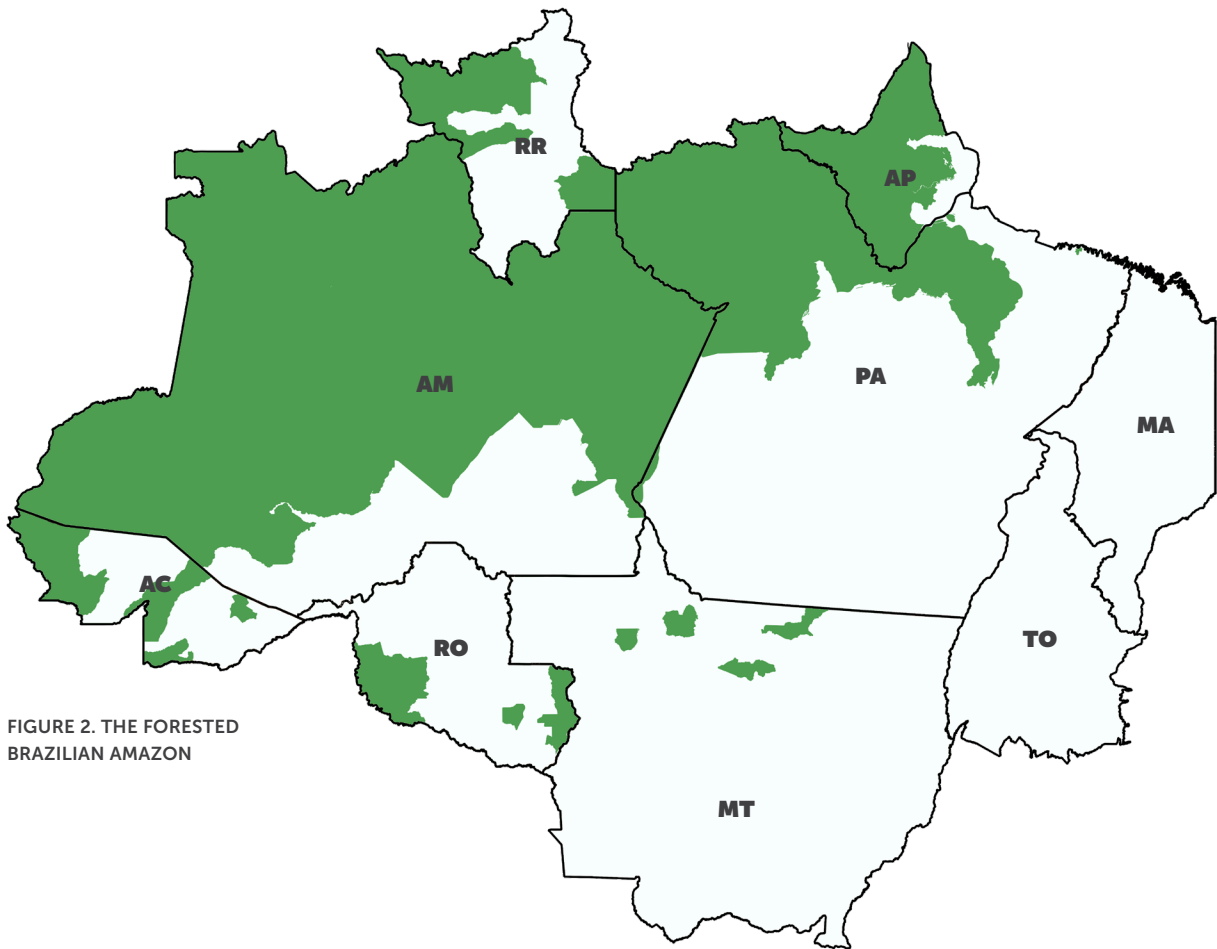 RR
AP
AM
PA
MA
AC
RO
TO
FIGURE 2. THE FORESTED
BRAZILIAN AMAZON
MT